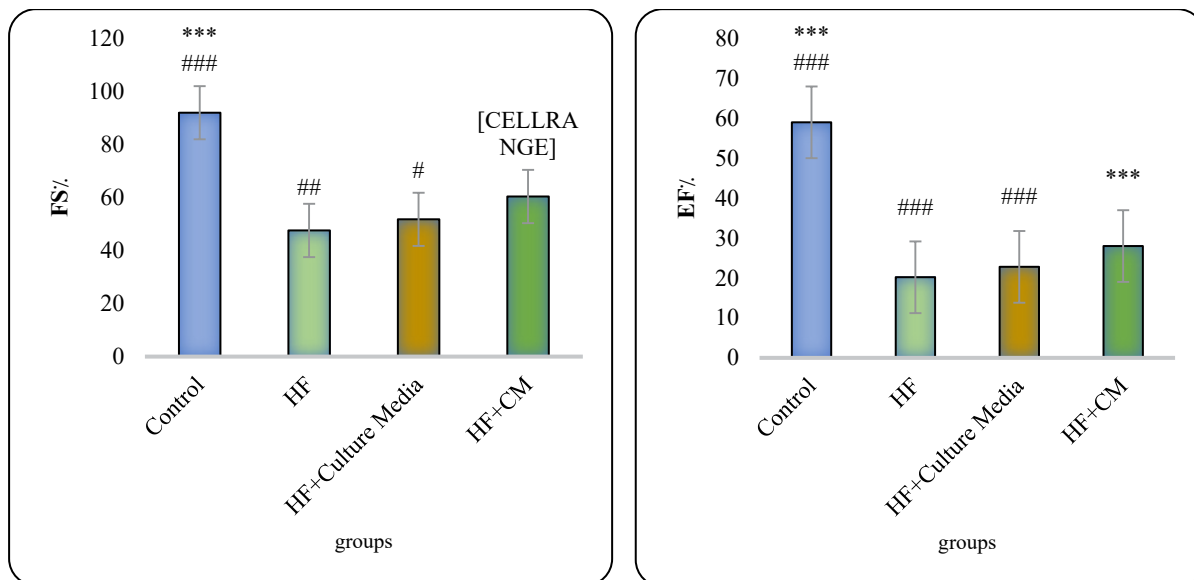 120
100
80
60
40
20
0
FS%
***
###
##
#
[CELLRA
NGE]
Control
HF
HF+Culture Media
HF+CM
groups
80
70
60
50
40
30
20
10
0
EF%
***
###
###
###
***
Control
HF
HF+Culture Media
HF+CM
groups